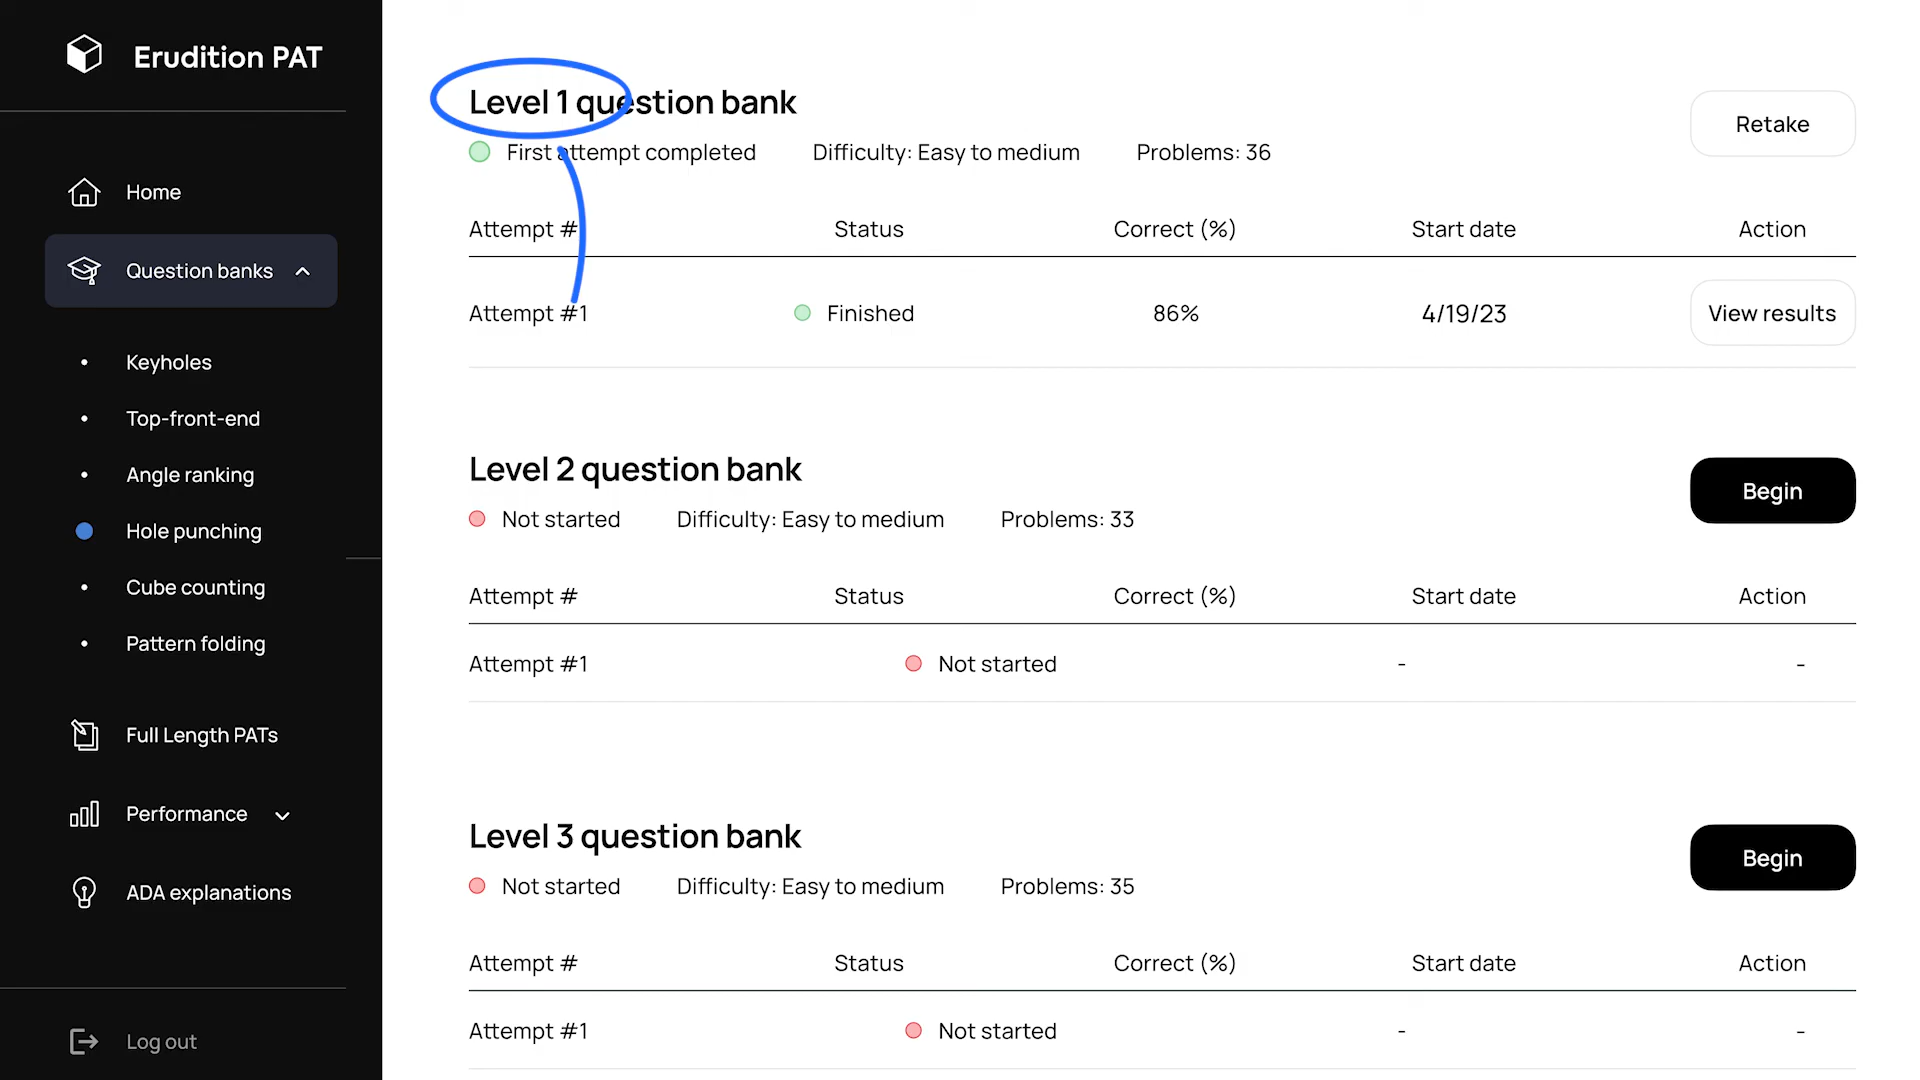 Erudition PAT
Home
Question banks
Keyholes
Top-front-end
Angle ranking
Hole punching
Cube counting
Pattern folding
Full Length PATs
Performance
ADA explanations
Log out
Level 1 question bank
First attempt completed Difficulty: Easy to medium Problems: 36
Retake
Attempt # Status Correct (%) Start date Action
Attempt #1 Finished 86% 4/19/23 View results
Level 2 question bank
Not started Difficulty: Easy to medium Problems: 33
Begin
Attempt # Status Correct (%) Start date Action
Attempt #1 Not started - -
Level 3 question bank
Not started Difficulty: Easy to medium Problems: 35
Begin
Attempt # Status Correct (%) Start date Action
Attempt #1 Not started - -